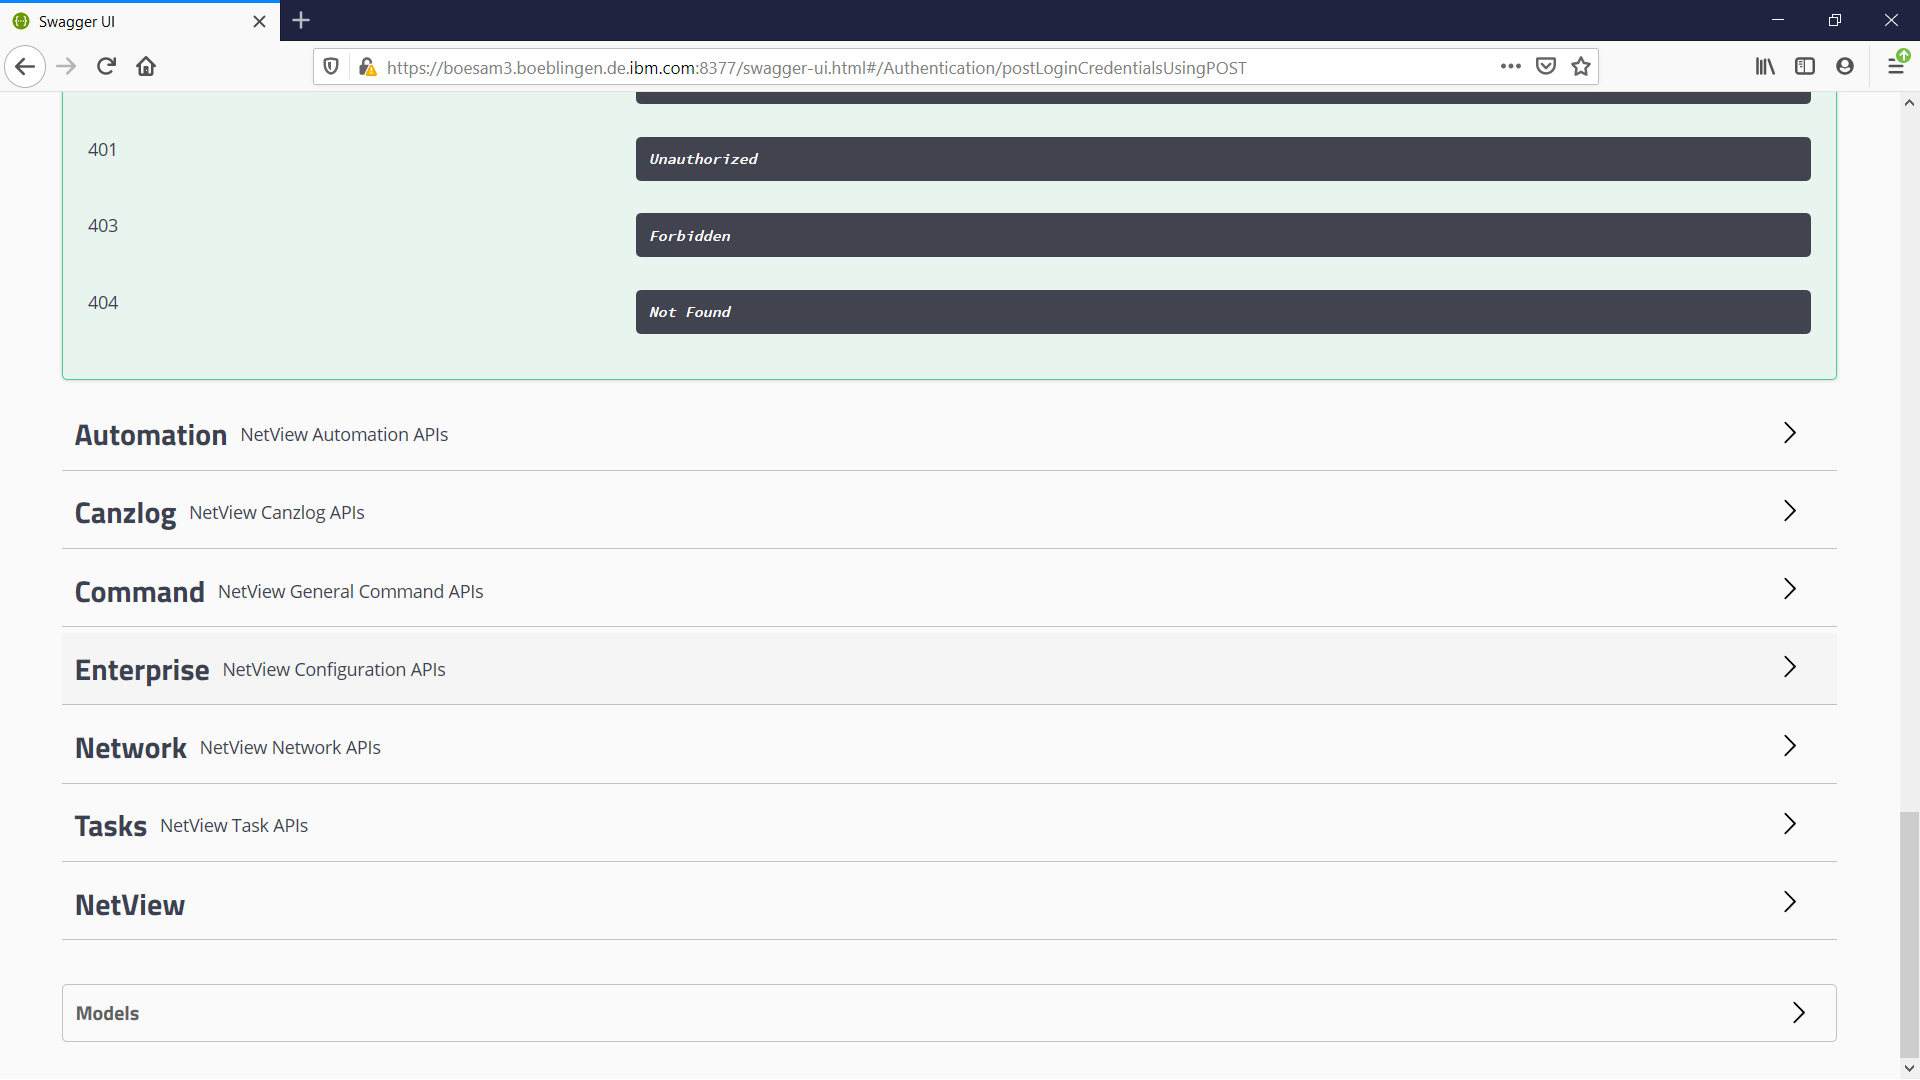 Swagger UI
https://boesam3.boeblingen.de.ibm.com:8377/swagger-ui.html#/Authentication/postLoginCredentialsUsingPOST
401 Unauthorized
403 Forbidden
404 Not Found
Automation NetView Automation APIs
Canzlog NetView Canzlog APIs
Command NetView General Command APIs
Enterprise NetView Configuration APIs
Network NetView Network APIs
Tasks NetView Task APIs
NetView
Models